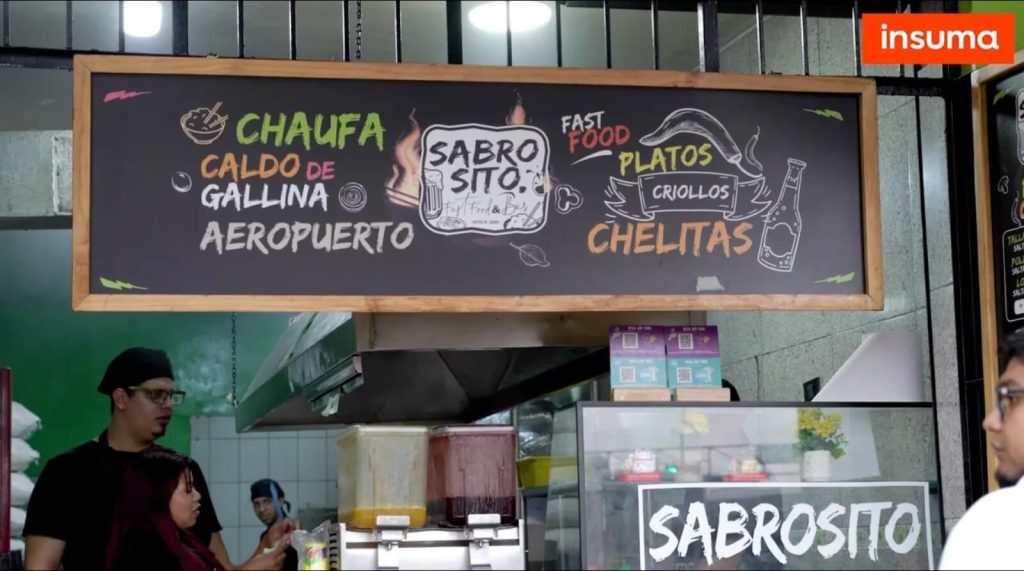 insuma
CHAUFA
CALDO DE
GALLINA
AEROPUERTO
SABRO
SITO.
Fast Food & Bar
FAST
FOOD
PLATOS
CRIOLLOS
CHELITAS
SABROSITO